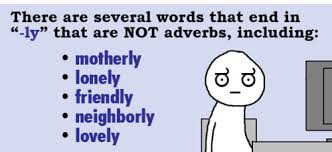 There are several words that end in
“-ly” that are NOT adverbs, including:
• motherly
• lonely
• friendly
• neighborly
• lovely